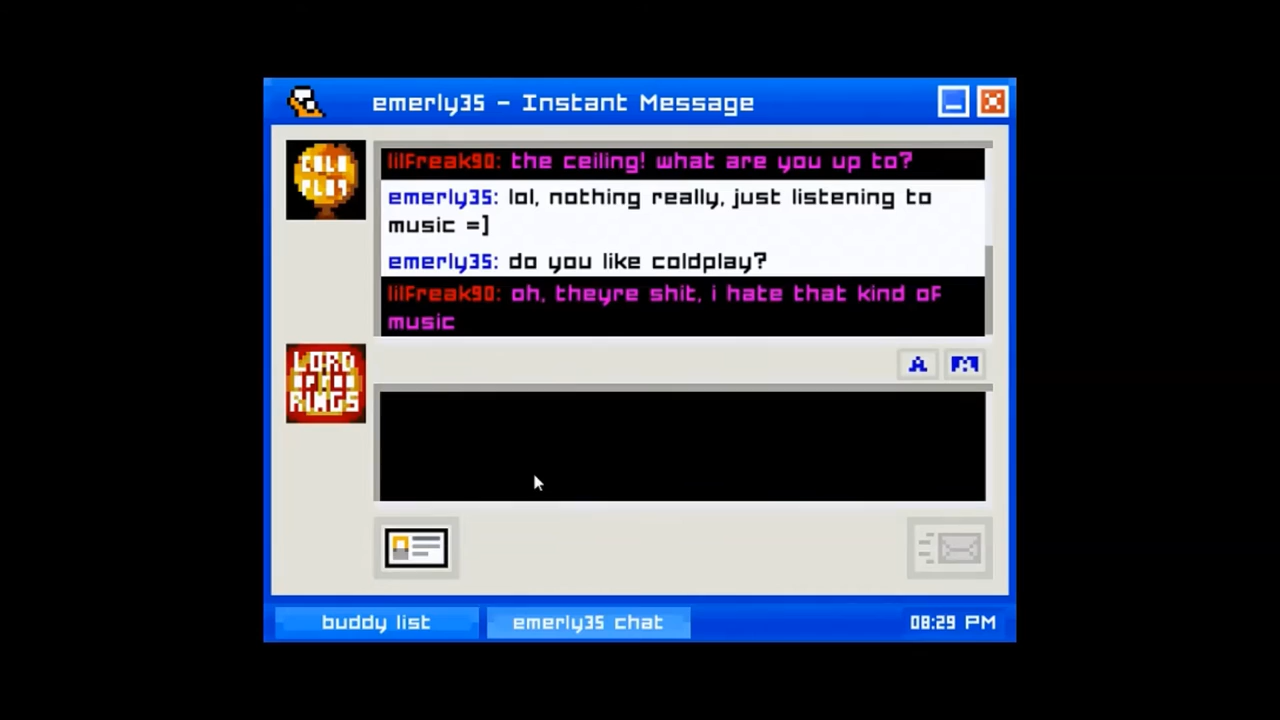 emerly35 - Instant Message
COLD
PLAY
lilfreak90: the ceiling! what are you up to?
emerly35: lol, nothing really, just listening to
music =]
emerly35: do you like coldplay?
lilfreak90: oh, theyre shit, i hate that kind of
music
LORD
OF THE
RINGS
A
buddy list
emerly35 chat
08:29 PM